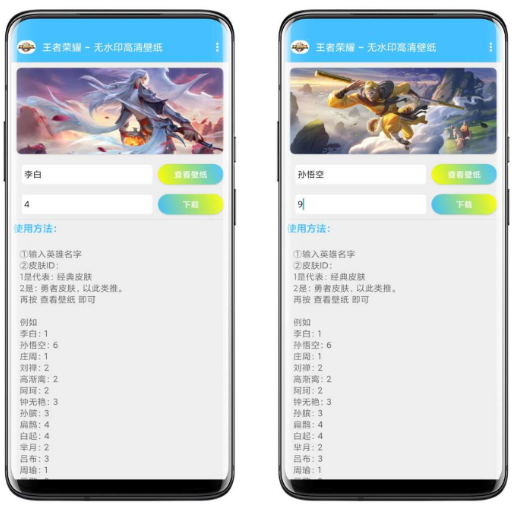 王者荣耀 - 无水印高清壁纸
李白
查看壁纸
4
下载
使用方法:
①输入英雄名字
②皮肤ID:
1是代表: 经典皮肤
2是: 勇者皮肤, 以此类推。
再按 查看壁纸 即可
例如
李白: 1
孙悟空: 6
庄周: 1
刘禅: 2
高渐离: 2
阿珂: 2
钟无艳: 3
孙膑: 3
扁鹊: 4
白起: 4
芈月: 2
吕布: 3
周瑜: 1
王者荣耀 - 无水印高清壁纸
孙悟空
查看壁纸
9
下载
使用方法:
①输入英雄名字
②皮肤ID:
1是代表: 经典皮肤
2是: 勇者皮肤, 以此类推。
再按 查看壁纸 即可
例如
李白: 1
孙悟空: 6
庄周: 1
刘禅: 2
高渐离: 2
阿珂: 2
钟无艳: 3
孙膑: 3
扁鹊: 4
白起: 4
芈月: 2
吕布: 3
周瑜: 1